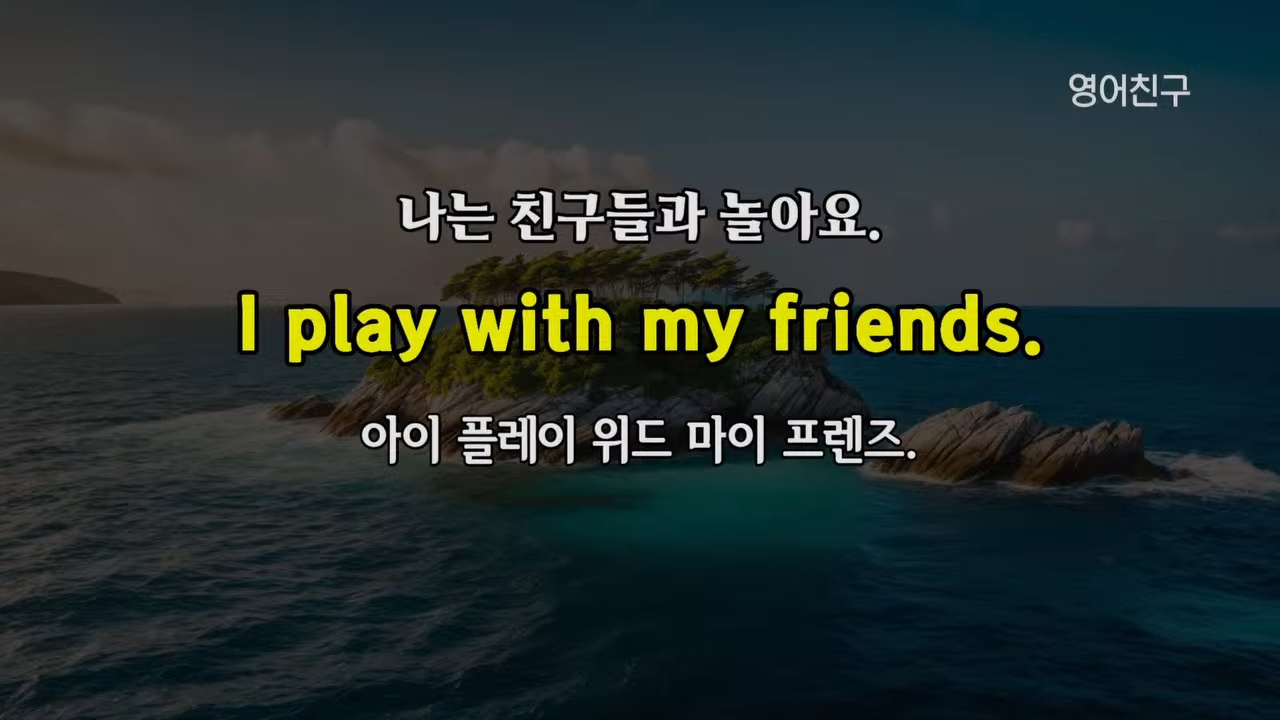 영어친구
나는 친구들과 놀아요.
I play with my friends.
아이 플레이 위드 마이 프렌즈.